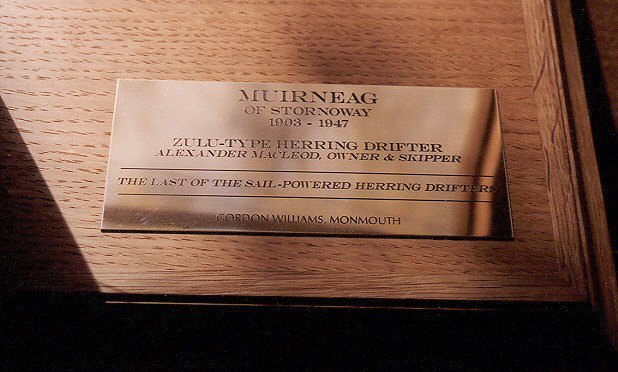 MUIRNEAG
OF STORNOWAY
1903 - 1947
ZULU-TYPE HERRING DRIFTER
ALEXANDER MACLEOD, OWNER & SKIPPER
THE LAST OF THE SAIL-POWERED HERRING DRIFTERS
GORDON WILLIAMS, MONMOUTH